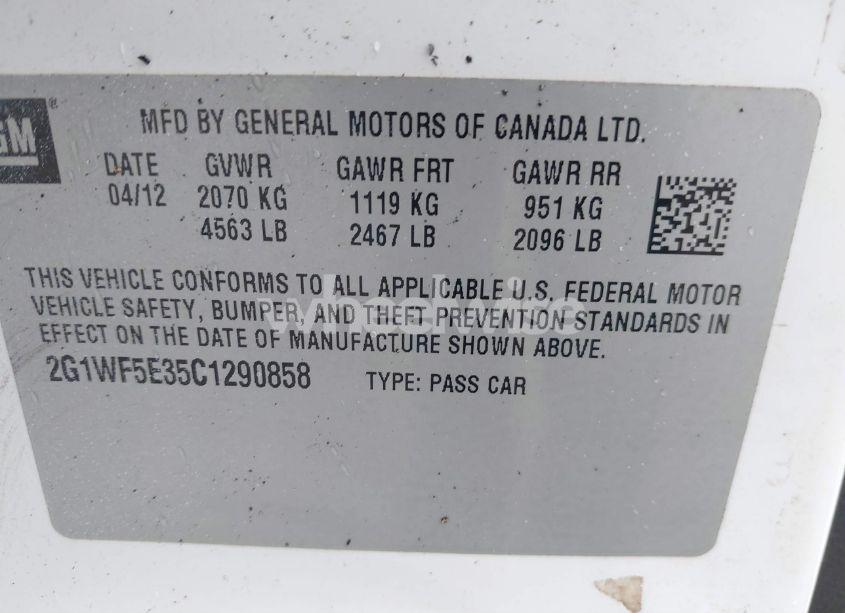 GM®
MFD BY GENERAL MOTORS OF CANADA LTD.
DATE GVWR GAWR FRT GAWR RR
04/12 2070 KG 1119 KG 951 KG
4563 LB 2467 LB 2096 LB
THIS VEHICLE CONFORMS TO ALL APPLICABLE U.S. FEDERAL MOTOR
VEHICLE SAFETY, BUMPER, AND THEFT PREVENTION STANDARDS IN
EFFECT ON THE DATE OF MANUFACTURE SHOWN ABOVE.
2G1WF5E35C1290858 TYPE: PASS CAR
wheelwise